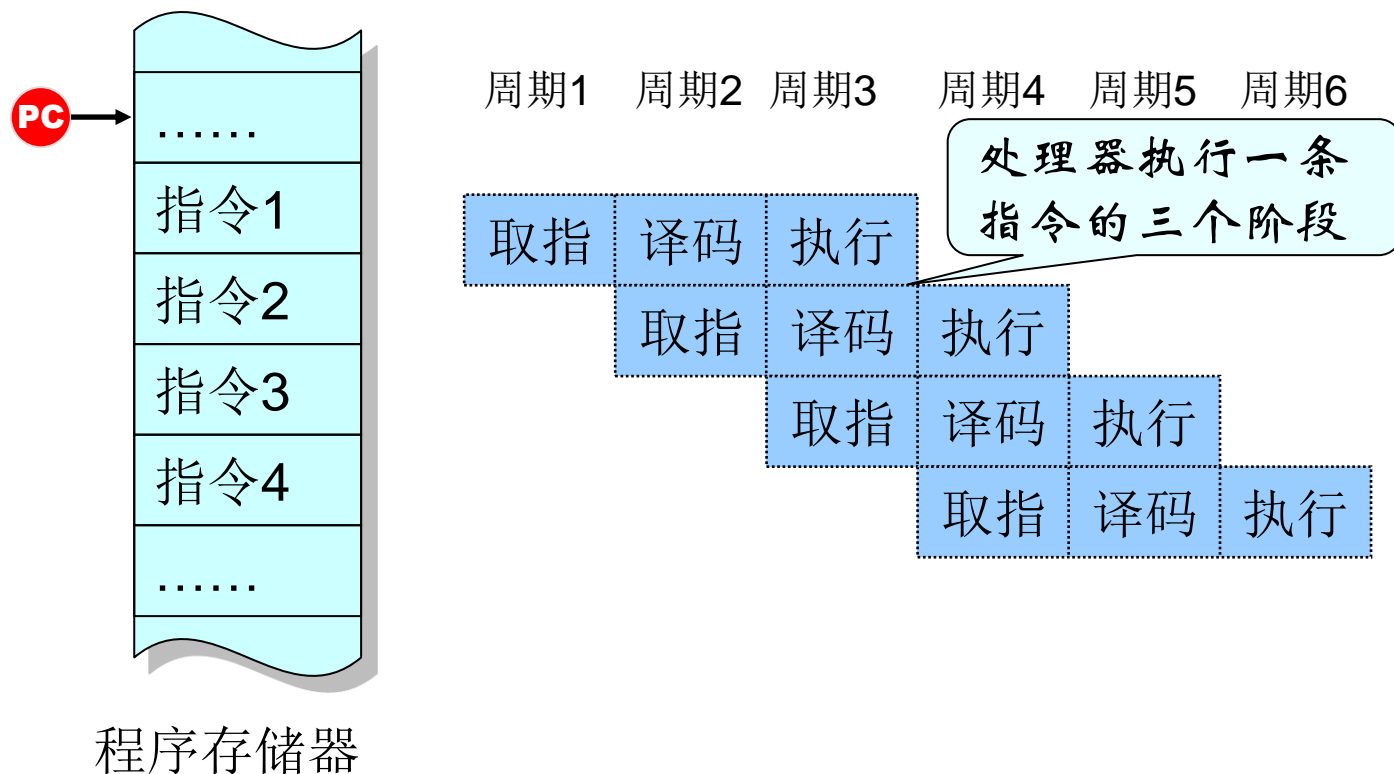 周期1 周期2 周期3 周期4 周期5 周期6
PC
……
处理器执行一条
指令的三个阶段
指令1
取指 译码 执行
指令2
取指 译码 执行
指令3
取指 译码 执行
指令4
取指 译码 执行
……
程序存储器